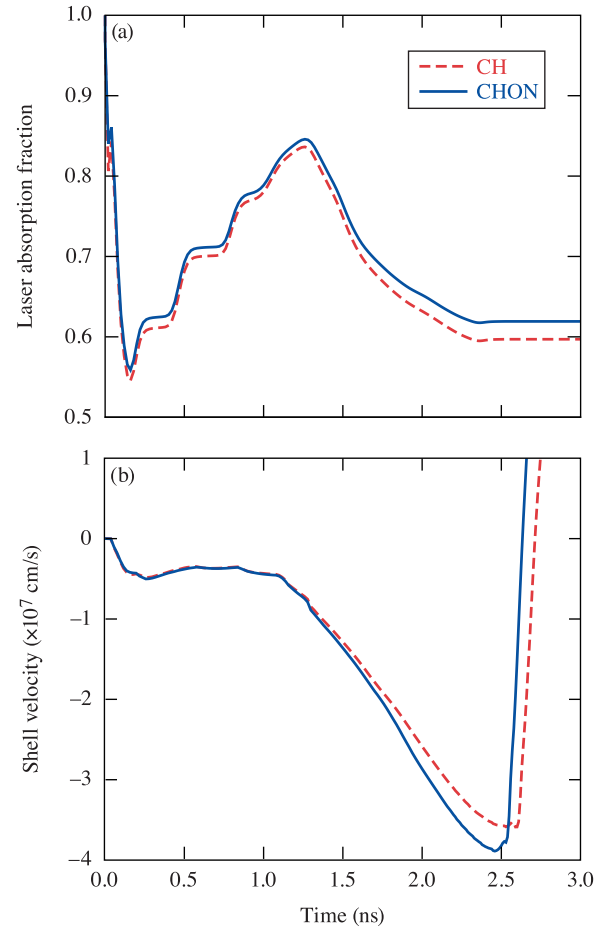 1.0
(a)
CH
CHON
0.9
0.8
0.7
0.6
0.5
Laser absorption fraction
1
(b)
0
−1
−2
−3
−4
Shell velocity (×10⁷ cm/s)
0.0 0.5 1.0 1.5 2.0 2.5 3.0
Time (ns)